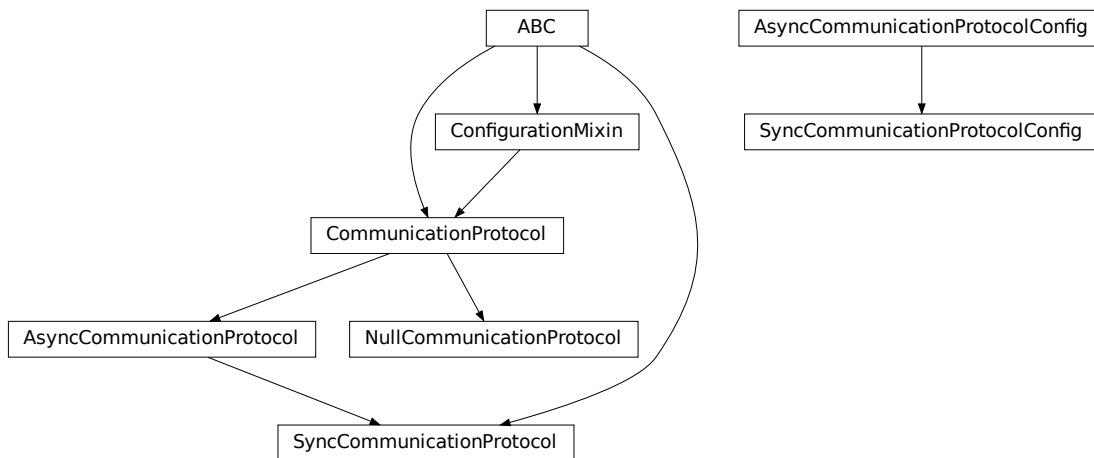 ABC
AsyncCommunicationProtocolConfig
ConfigurationMixin
SyncCommunicationProtocolConfig
CommunicationProtocol
AsyncCommunicationProtocol
NullCommunicationProtocol
SyncCommunicationProtocol